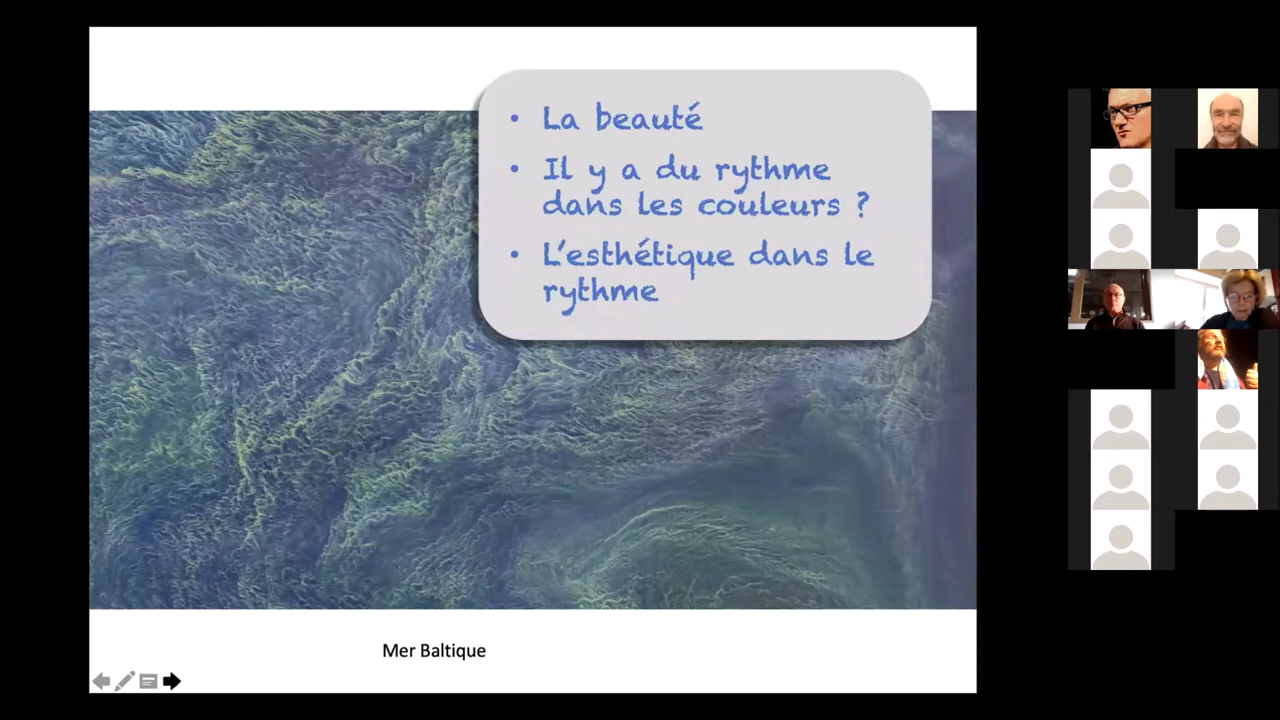 • La beauté
• Il y a du rythme
dans les couleurs ?
• L'esthétique dans le
rythme
Mer Baltique